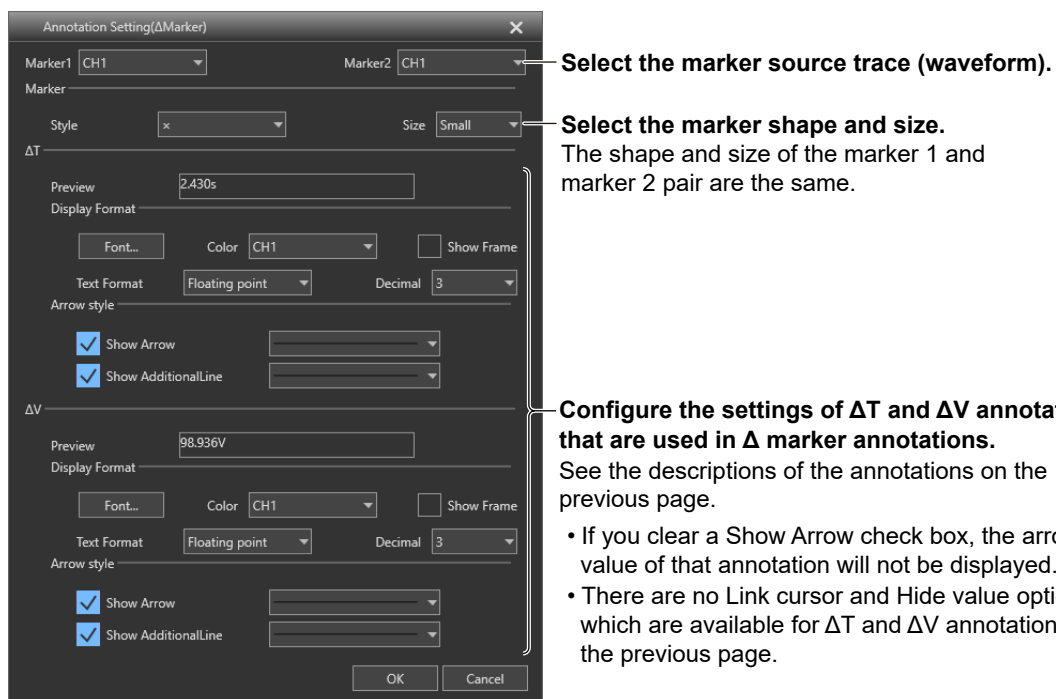 Annotation Setting(ΔMarker) ×
Marker1 CH1 Marker2 CH1
Select the marker source trace (waveform).
Marker
Style × Size Small
Select the marker shape and size.
The shape and size of the marker 1 and
marker 2 pair are the same.
ΔT
Preview 2.430s
Display Format
Font... Color CH1 Show Frame
Text Format Floating point Decimal 3
Arrow style
Show Arrow
Show AdditionalLine
ΔV
Configure the settings of ΔT and ΔV
that are used in Δ marker annotations.
See the descriptions of the annotations on the
previous page.
• If you clear a Show Arrow check box, the
value of that annotation will not be displayed.
• There are no Link cursor and Hide value
which are available for ΔT and ΔV
the previous page.
Preview 98.936V
Display Format
Font... Color CH1 Show Frame
Text Format Floating point Decimal 3
Arrow style
Show Arrow
Show AdditionalLine
OK Cancel